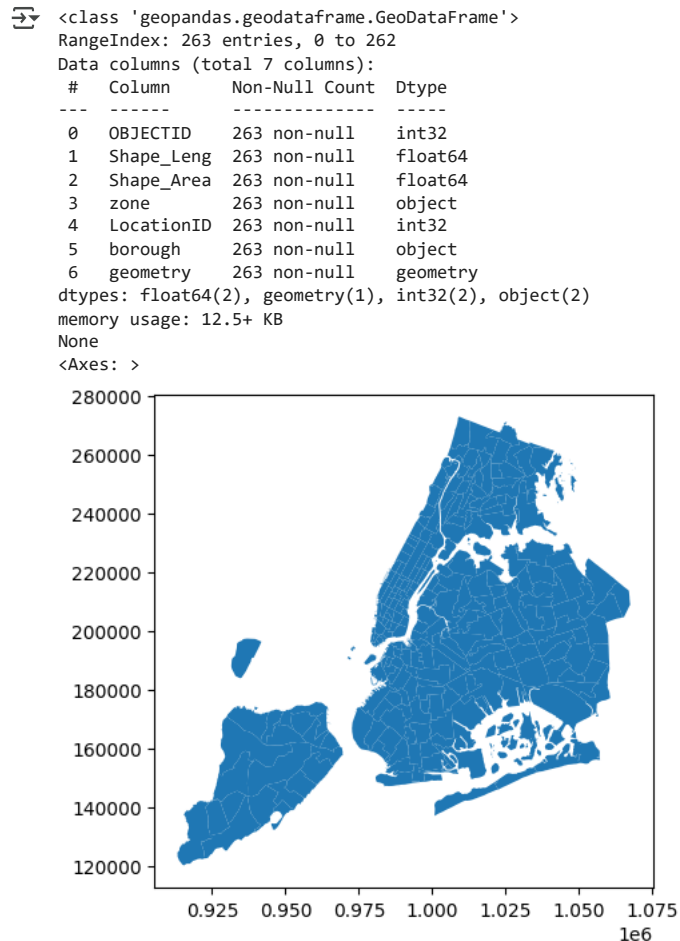 <class 'geopandas.geodataframe.GeoDataFrame'>
RangeIndex: 263 entries, 0 to 262
Data columns (total 7 columns):
 #   Column      Non-Null Count  Dtype
---  ------      --------------  -----
 0   OBJECTID    263 non-null    int32
 1   Shape_Leng  263 non-null    float64
 2   Shape_Area  263 non-null    float64
 3   zone        263 non-null    object
 4   LocationID  263 non-null    int32
 5   borough     263 non-null    object
 6   geometry    263 non-null    geometry
dtypes: float64(2), geometry(1), int32(2), object(2)
memory usage: 12.5+ KB
None
<Axes: >
280000
260000
240000
220000
200000
180000
160000
140000
120000
0.925 0.950 0.975 1.000 1.025 1.050 1.075
1e6